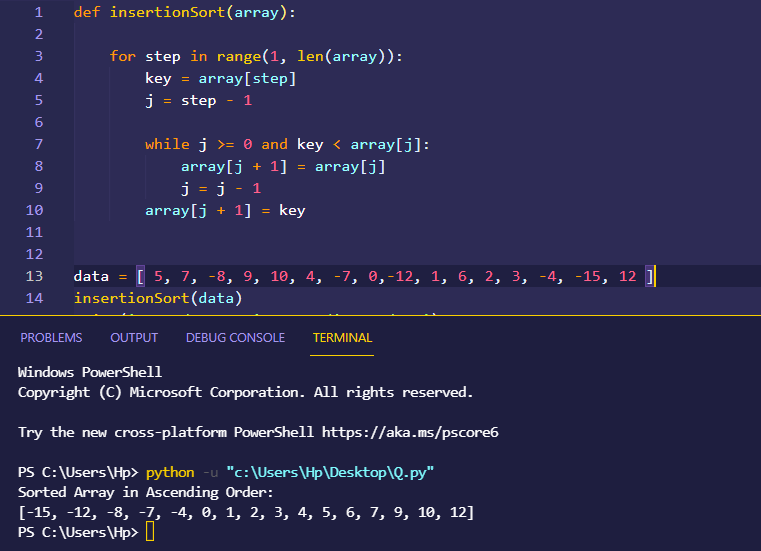 1 def insertionSort(array):
2
3 for step in range(1, len(array)):
4 key = array[step]
5 j = step - 1
6
7 while j >= 0 and key < array[j]:
8 array[j + 1] = array[j]
9 j = j - 1
10 array[j + 1] = key
11
12
13 data = [ 5, 7, -8, 9, 10, 4, -7, 0,-12, 1, 6, 2, 3, -4, -15, 12 ]
14 insertionSort(data)
PROBLEMS OUTPUT DEBUG CONSOLE TERMINAL
Windows PowerShell
Copyright (C) Microsoft Corporation. All rights reserved.
Try the new cross-platform PowerShell https://aka.ms/pscore6
PS C:\Users\Hp> python -u "c:\Users\Hp\Desktop\Q.py"
Sorted Array in Ascending Order:
[-15, -12, -8, -7, -4, 0, 1, 2, 3, 4, 5, 6, 7, 9, 10, 12]
PS C:\Users\Hp>